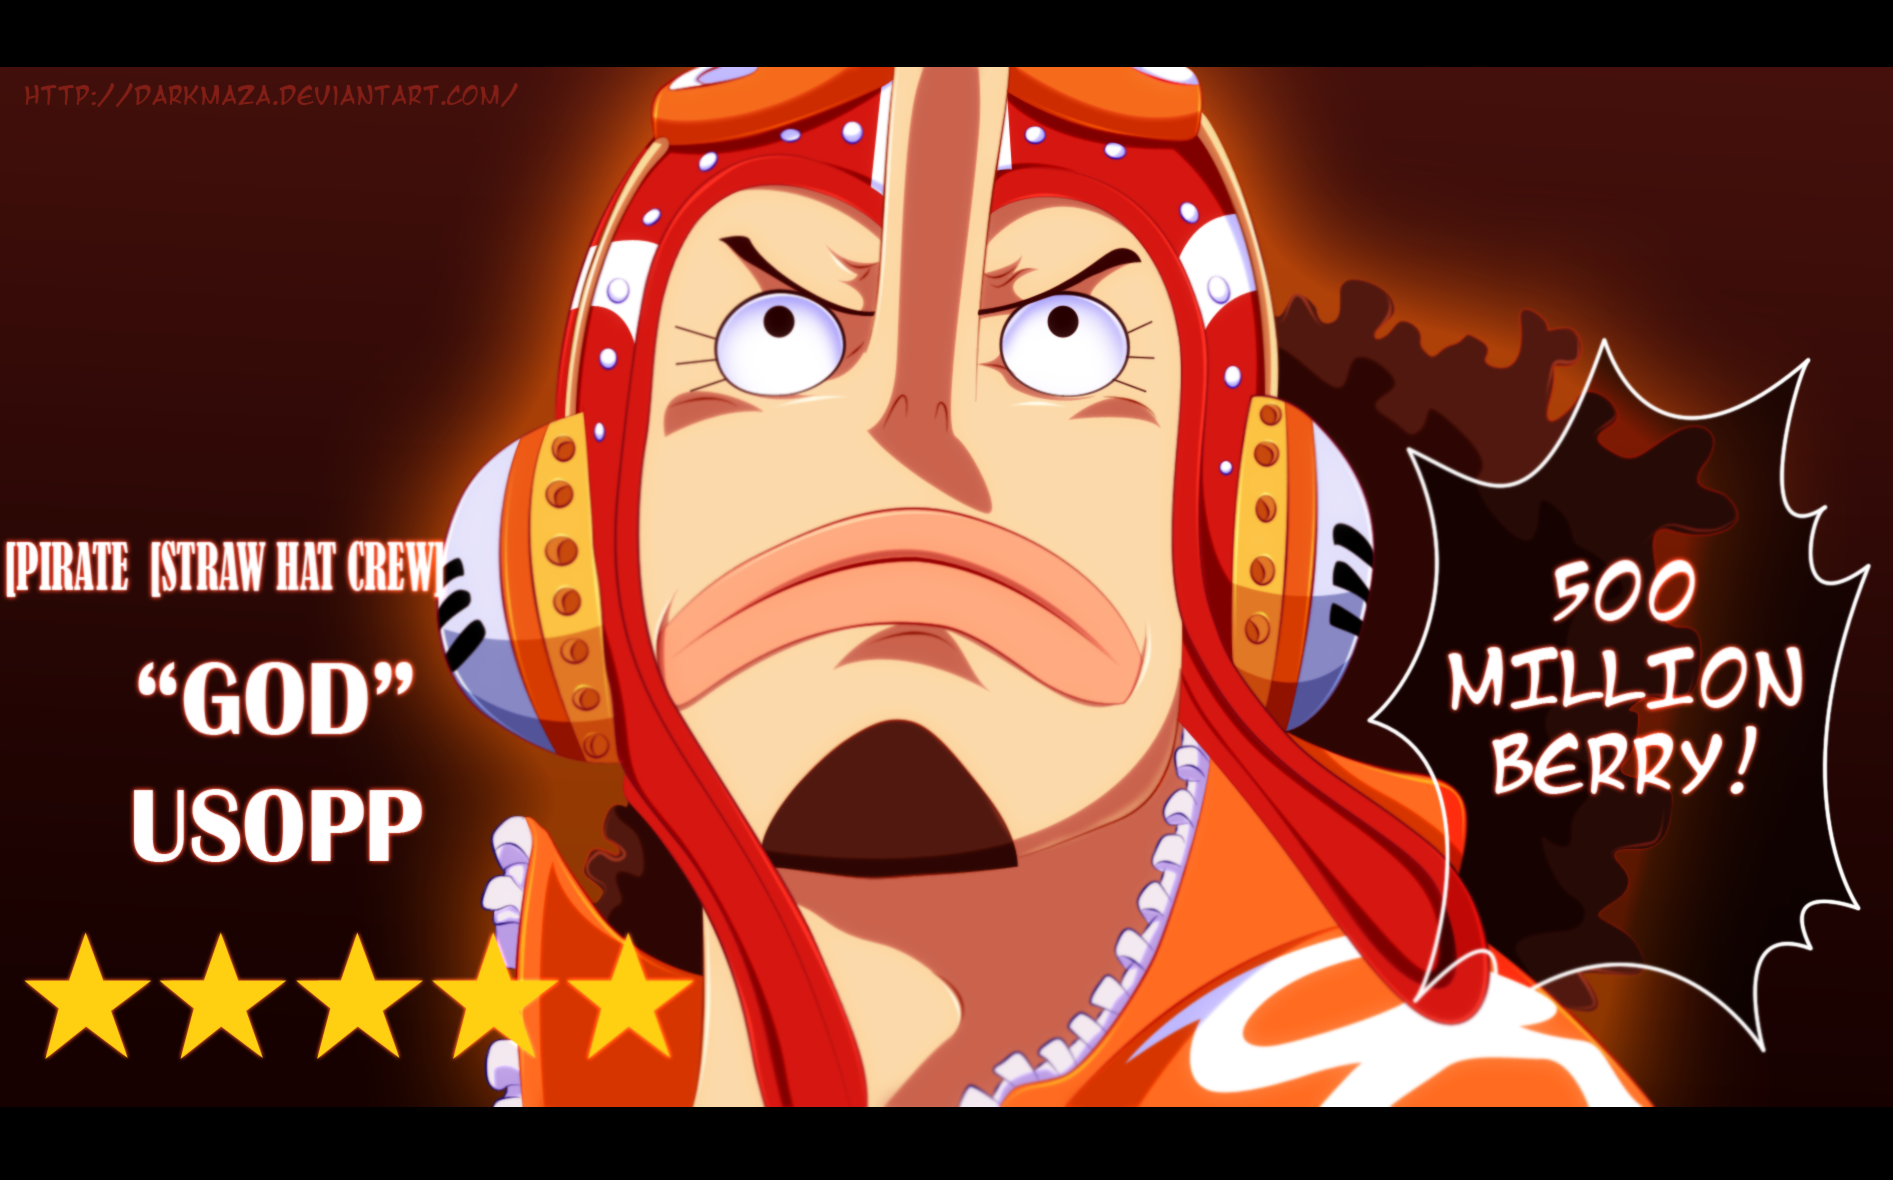 HTTP://DARKMAZA.DEVIANTART.COM/
[PIRATE [STRAW HAT CREW]
“GOD”
USOPP
500
MILLION
BERRY!